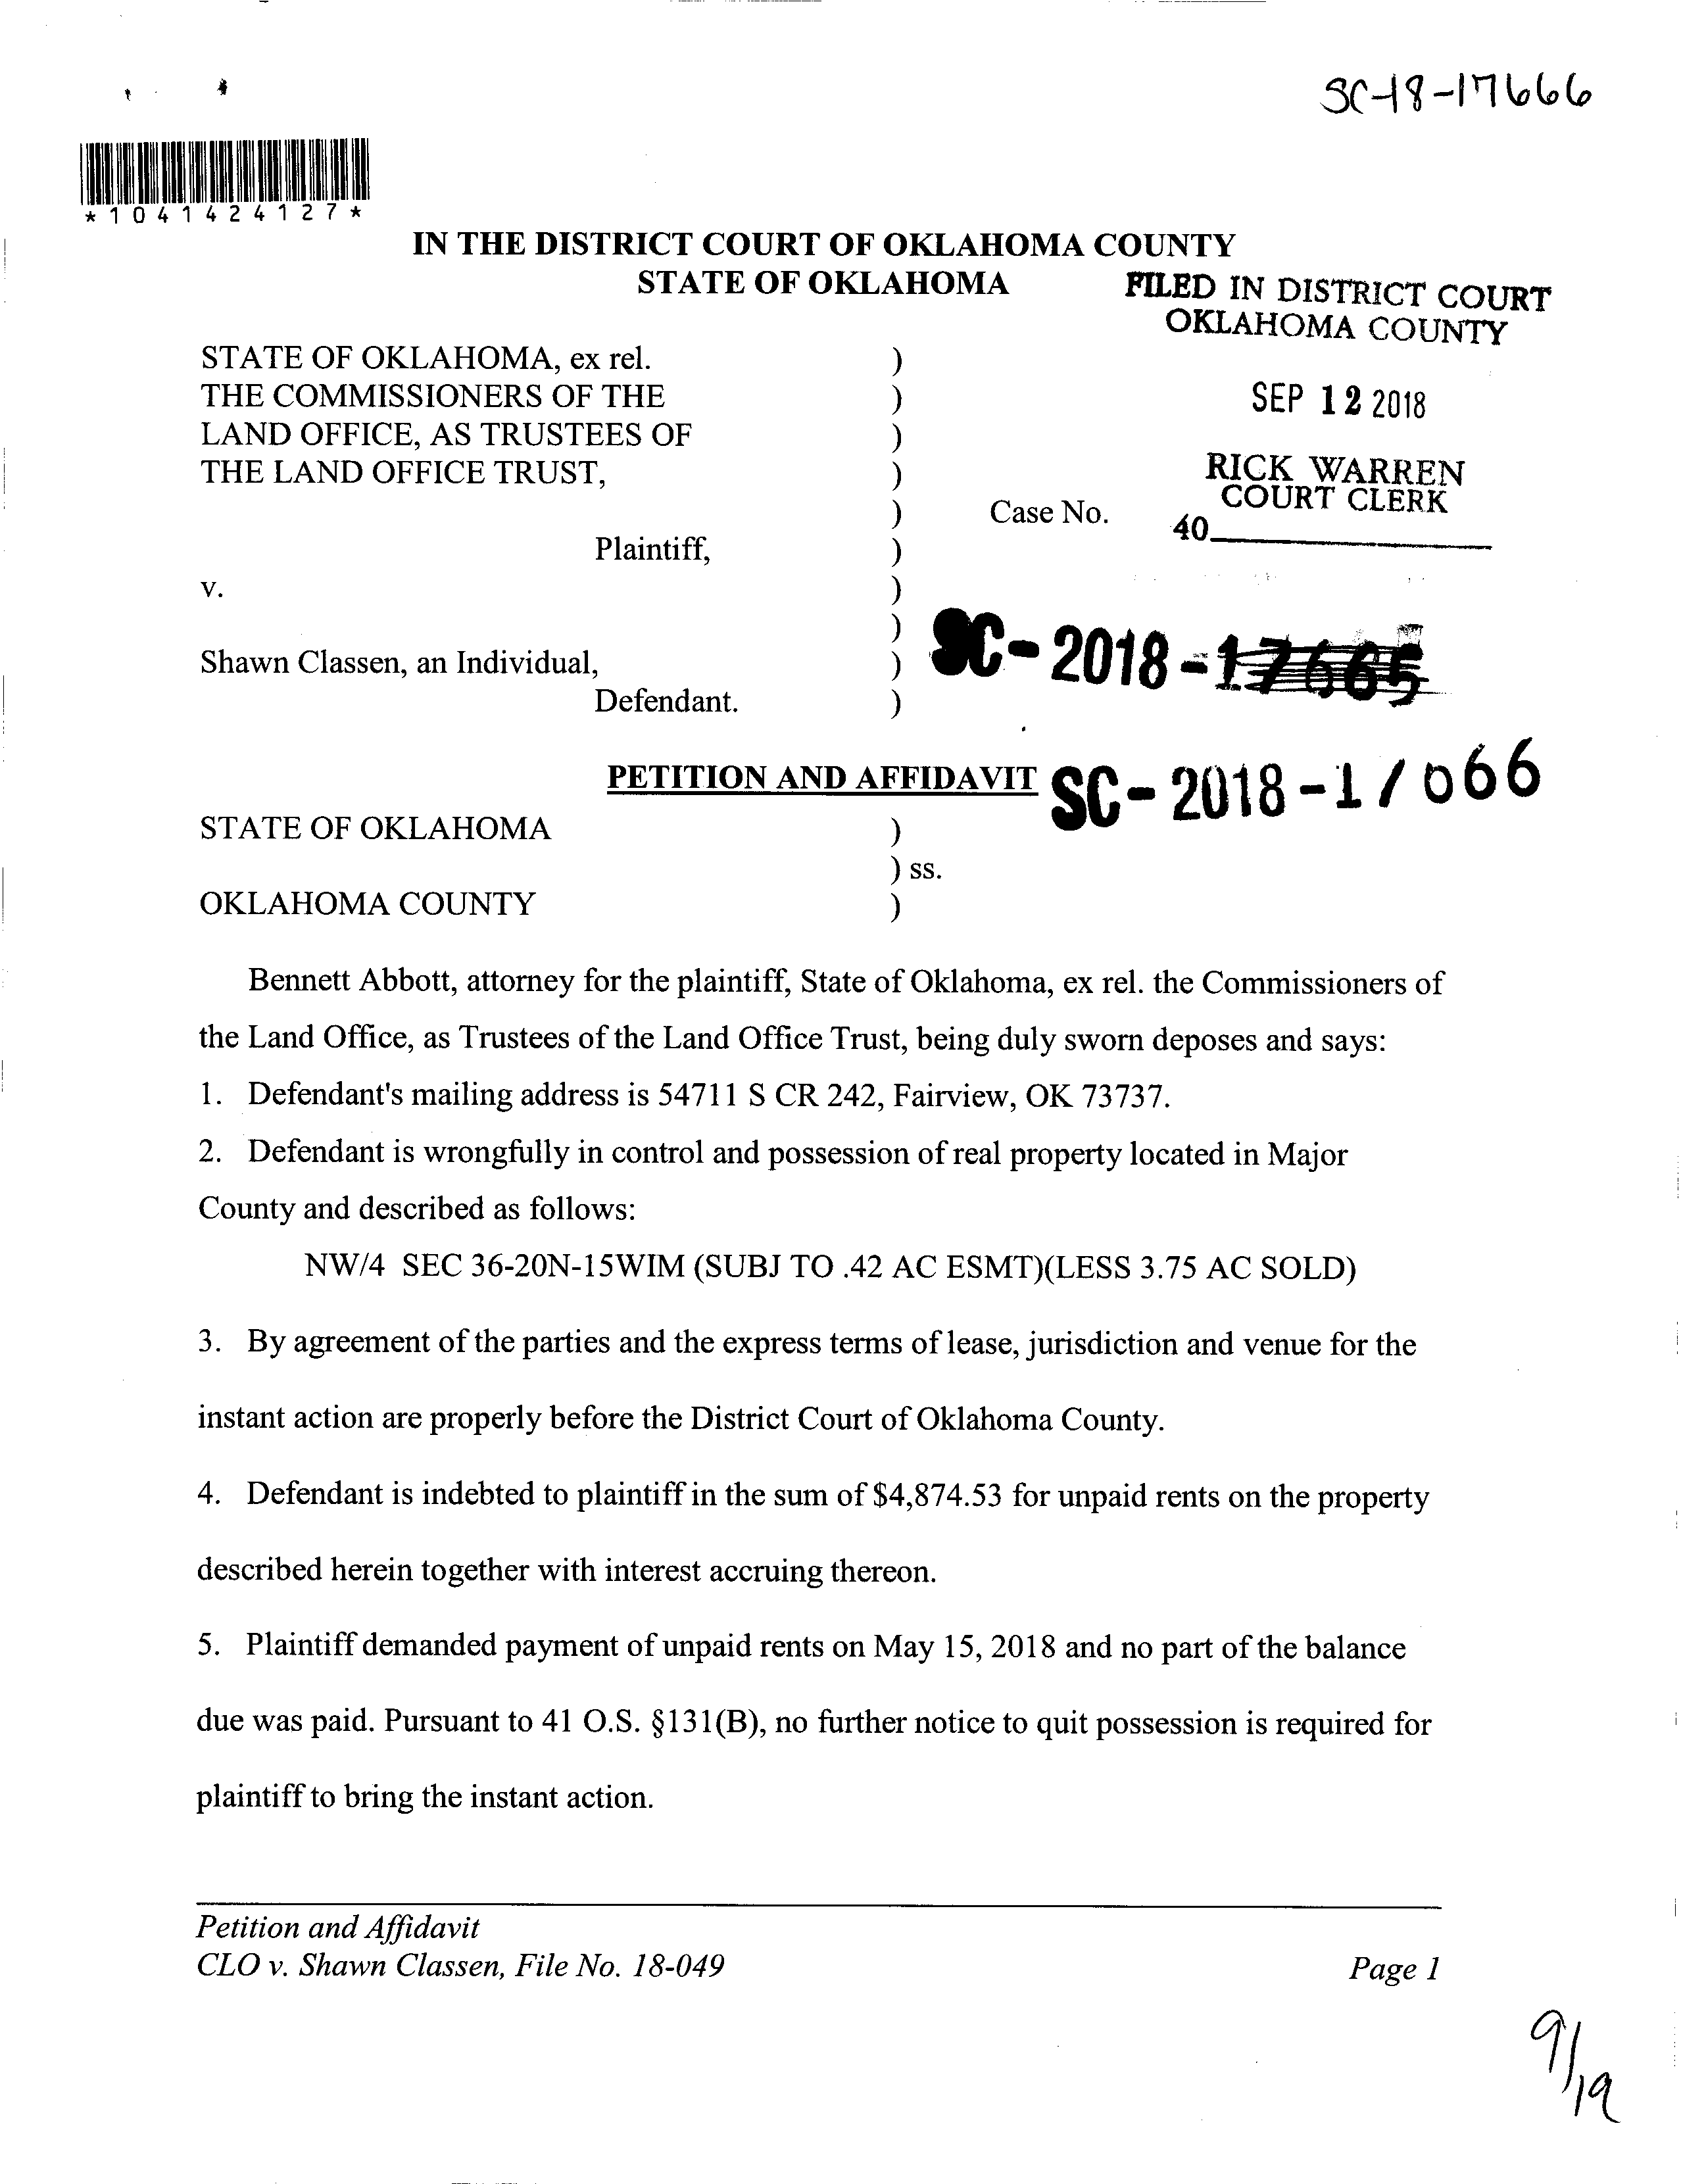 SC-18-17666
*1041424127*
IN THE DISTRICT COURT OF OKLAHOMA COUNTY
STATE OF OKLAHOMA
FILED IN DISTRICT COURT
OKLAHOMA COUNTY
STATE OF OKLAHOMA, ex rel. )
THE COMMISSIONERS OF THE )
SEP 12 2018
LAND OFFICE, AS TRUSTEES OF )
THE LAND OFFICE TRUST, )
RICK WARREN
COURT CLERK
) Case No.
40
Plaintiff, )
v. )
)
SC-2018-17665
Shawn Classen, an Individual, )
Defendant. )
PETITION AND AFFIDAVIT
SC-2018-17666
STATE OF OKLAHOMA )
) ss.
OKLAHOMA COUNTY )
Bennett Abbott, attorney for the plaintiff, State of Oklahoma, ex rel. the Commissioners of
the Land Office, as Trustees of the Land Office Trust, being duly sworn deposes and says:
1. Defendant's mailing address is 54711 S CR 242, Fairview, OK 73737.
2. Defendant is wrongfully in control and possession of real property located in Major
County and described as follows:
NW/4 SEC 36-20N-15WIM (SUBJ TO .42 AC ESMT)(LESS 3.75 AC SOLD)
3. By agreement of the parties and the express terms of lease, jurisdiction and venue for the
instant action are properly before the District Court of Oklahoma County.
4. Defendant is indebted to plaintiff in the sum of $4,874.53 for unpaid rents on the property
described herein together with interest accruing thereon.
5. Plaintiff demanded payment of unpaid rents on May 15, 2018 and no part of the balance
due was paid. Pursuant to 41 O.S. §131(B), no further notice to quit possession is required for
plaintiff to bring the instant action.
Petition and Affidavit
CLO v. Shawn Classen, File No. 18-049
Page 1
9/19